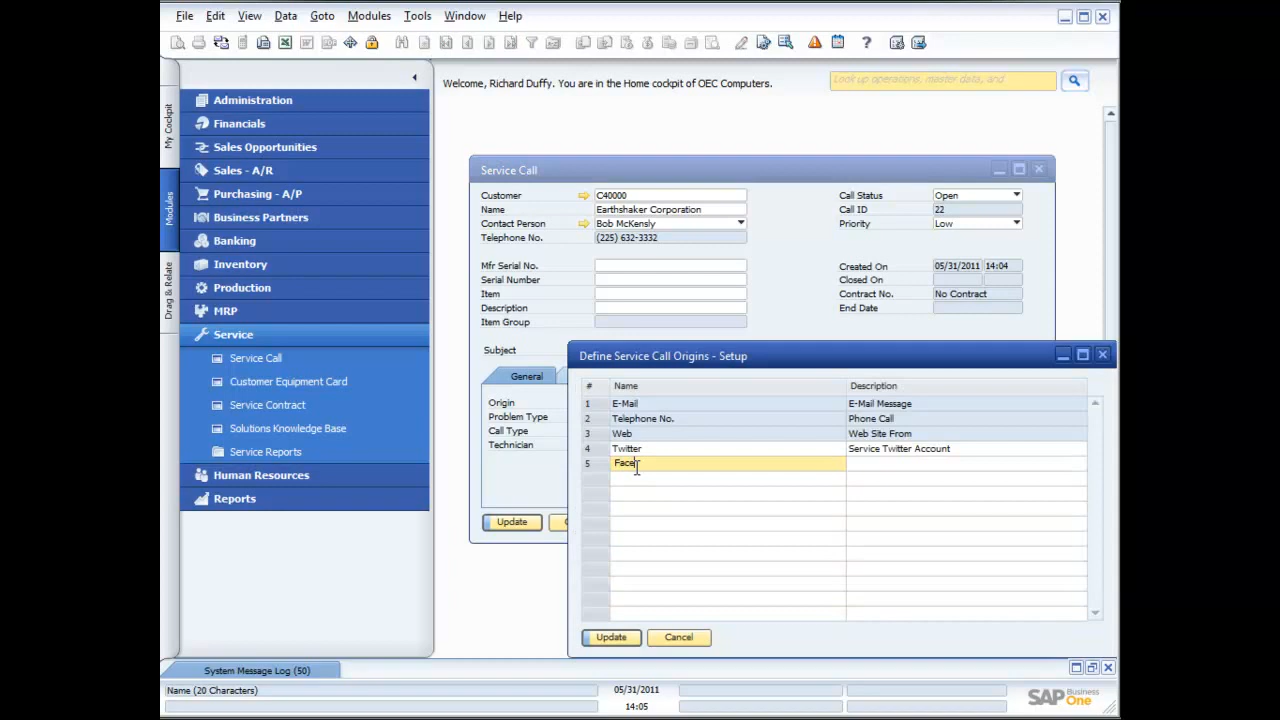 File Edit View Data Goto Modules Tools Window Help
My Cockpit
Modules
Drag & Relate
Administration
Financials
Sales Opportunities
Sales - A/R
Purchasing - A/P
Business Partners
Banking
Inventory
Production
MRP
Service
Service Call
Customer Equipment Card
Service Contract
Solutions Knowledge Base
Service Reports
Human Resources
Reports
Welcome, Richard Duffy. You are in the Home cockpit of OEC Computers.
Look up operations, master data, and
Service Call
Customer C40000 Call Status Open
Name Earthshaker Corporation Call ID 22
Contact Person Bob McKensly Priority Low
Telephone No. (225) 632-3332
Mfr Serial No. Created On 05/31/2011 14:04
Serial Number Closed On
Item Contract No. No Contract
Description End Date
Item Group
Subject
General
Origin
Problem Type
Call Type
Technician
Update
Define Service Call Origins - Setup
# Name Description
1 E-Mail E-Mail Message
2 Telephone No. Phone Call
3 Web Web Site From
4 Twitter Service Twitter Account
5 Face
Update Cancel
System Message Log (50)
Name (20 Characters) 05/31/2011
14:05
SAP Business One